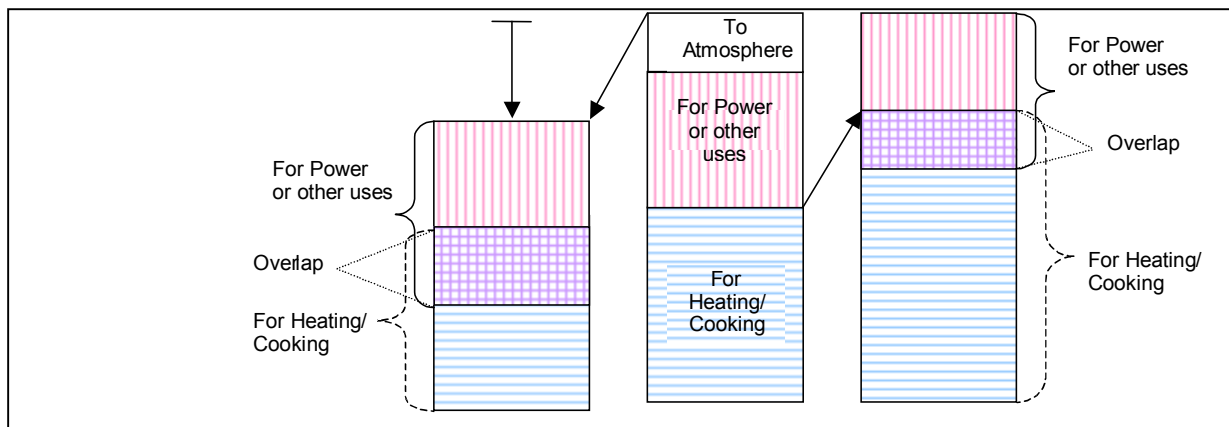 For Power
or other uses
Overlap
For Heating/
Cooking
To
Atmosphere
For Power
or other
uses
For
Heating/
Cooking
For Power
or other uses
Overlap
For Heating/
Cooking